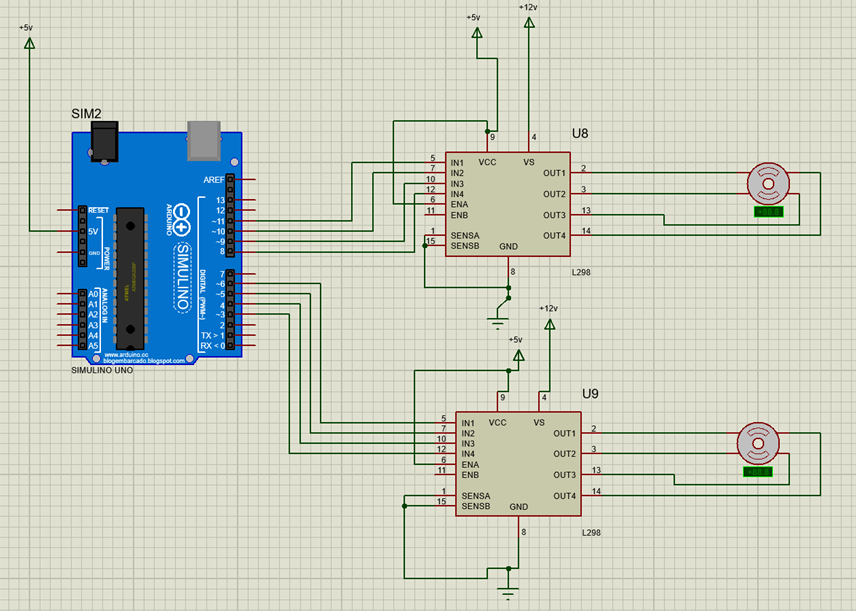 +5v
+5v
+12v
SIM2
U8
AREF
13
12
~11
~10
~9
8
7
~6
~5
4
~3
2
TX > 1
RX < 0
RESET
5V
GND
POWER
A0
A1
A2
A3
A4
A5
ANALOG IN
ARDUINO
SIMULINO
DIGITAL (PWM~)
www.arduino.cc
blogembarcado.blogspot.com
SIMULINO UNO
5
7
10
12
6
11
1
15
IN1
IN2
IN3
IN4
ENA
ENB
SENSA
SENSB
9
4
VCC
VS
GND
8
OUT1
OUT2
OUT3
OUT4
2
3
13
14
L298
+12v
+5v
U9
5
7
10
12
6
11
1
15
IN1
IN2
IN3
IN4
ENA
ENB
SENSA
SENSB
9
4
VCC
VS
GND
8
OUT1
OUT2
OUT3
OUT4
2
3
13
14
L298